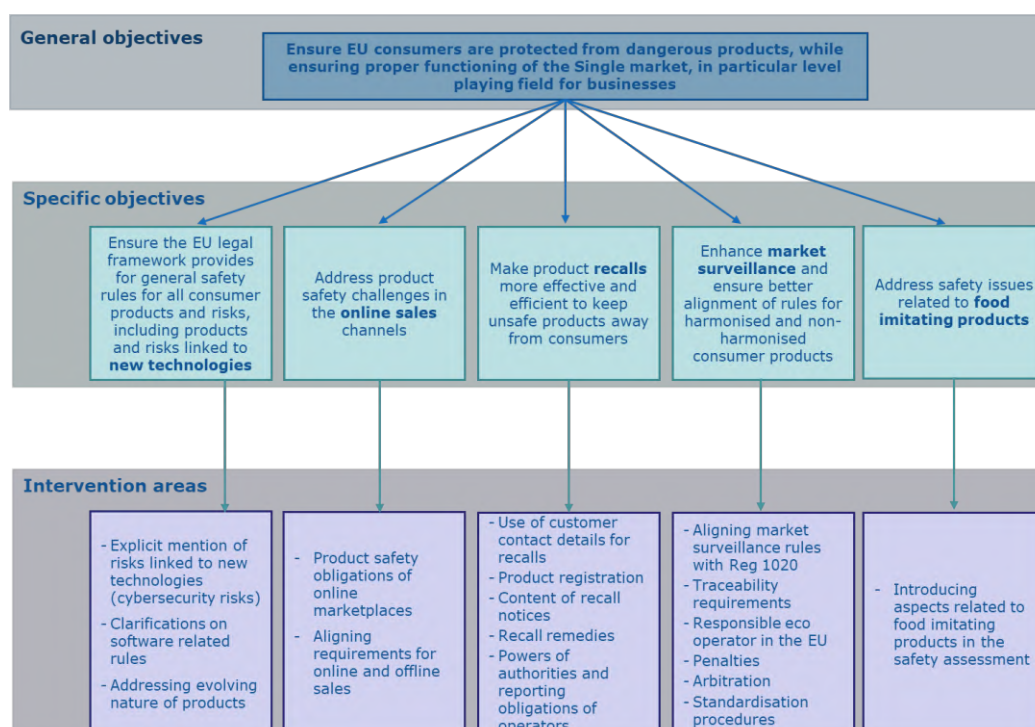 General objectives
Ensure EU consumers are protected from dangerous products, while
ensuring proper functioning of the Single market, in particular level
playing field for businesses
Specific objectives
Ensure the EU legal
framework provides
for general safety
rules for all consumer
products and risks,
including products
and risks linked to
new technologies
Address product
safety challenges in
the online sales
channels
Make product recalls
more effective and
efficient to keep
unsafe products away
from consumers
Enhance market
surveillance and
ensure better
alignment of rules for
harmonised and non-
harmonised
consumer products
Address safety issues
related to food
imitating products
Intervention areas
- Explicit mention of
risks linked to new
technologies
(cybersecurity risks)
- Clarifications on
software related
rules
- Addressing evolving
nature of products
- Product safety
obligations of
online
marketplaces
- Aligning
requirements for
online and offline
sales
- Use of customer
contact details for
recalls
- Product registration
- Content of recall
notices
- Recall remedies
- Powers of
authorities and
reporting
obligations of
operators
- Aligning market
surveillance rules
with Reg 1020
- Traceability
requirements
- Responsible eco
operator in the EU
- Penalties
- Arbitration
- Standardisation
procedures
- Introducing
aspects related to
food imitating
products in the
safety assessment